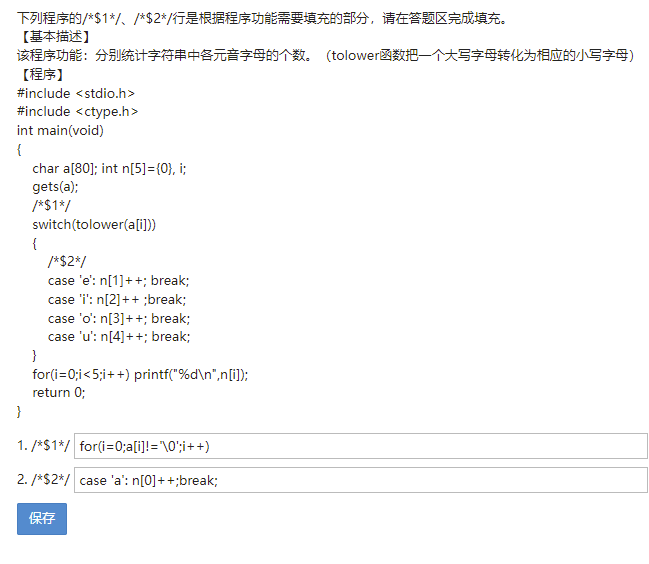 下列程序的/*$1*/、/*$2*/行是根据程序功能需要填充的部分，请在答题区完成填充。
【基本描述】
该程序功能：分别统计字符串中各元音字母的个数。（tolower函数把一个大写字母转化为相应的小写字母）
【程序】
#include <stdio.h>
#include <ctype.h>
int main(void)
{
char a[80]; int n[5]={0}, i;
gets(a);
/*$1*/
switch(tolower(a[i]))
{
/*$2*/
case 'e': n[1]++; break;
case 'i': n[2]++ ;break;
case 'o': n[3]++; break;
case 'u': n[4]++; break;
}
for(i=0;i<5;i++) printf("%d\n",n[i]);
return 0;
}
1. /*$1*/ for(i=0;a[i]!='\0';i++)
2. /*$2*/ case 'a': n[0]++;break;
保存